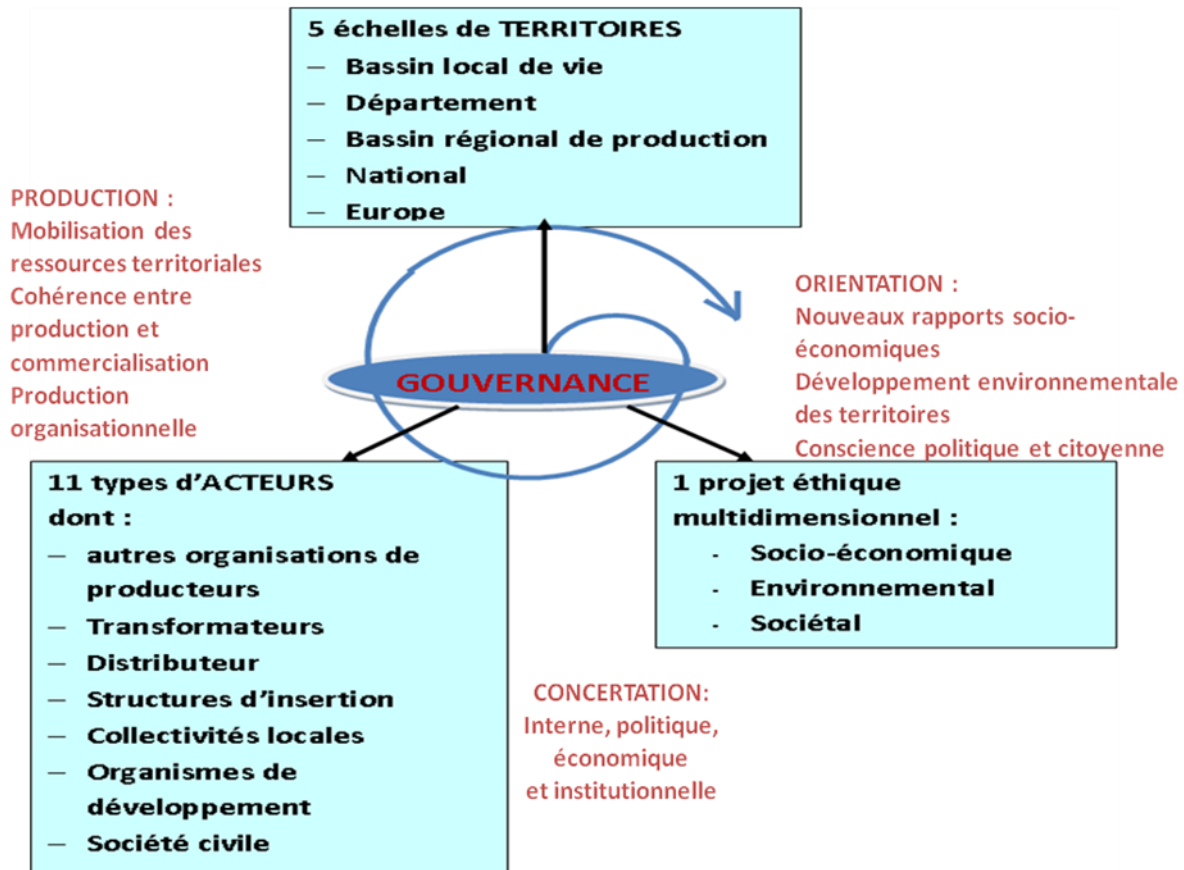 5 échelles de TERRITOIRES
– Bassin local de vie
– Département
– Bassin régional de production
– National
– Europe
PRODUCTION :
Mobilisation des
ressources territoriales
Cohérence entre
production et
commercialisation
Production
organisationnelle
ORIENTATION :
Nouveaux rapports socio-
économiques
Développement environnementale
des territoires
Conscience politique et citoyenne
GOUVERNANCE
11 types d’ACTEURS
dont :
– autres organisations de
producteurs
– Transformateurs
– Distributeur
– Structures d’insertion
– Collectivités locales
– Organismes de
développement
– Société civile
1 projet éthique
multidimensionnel :
- Socio-économique
- Environnemental
- Sociétal
CONCERTATION:
Interne, politique,
économique
et institutionnelle